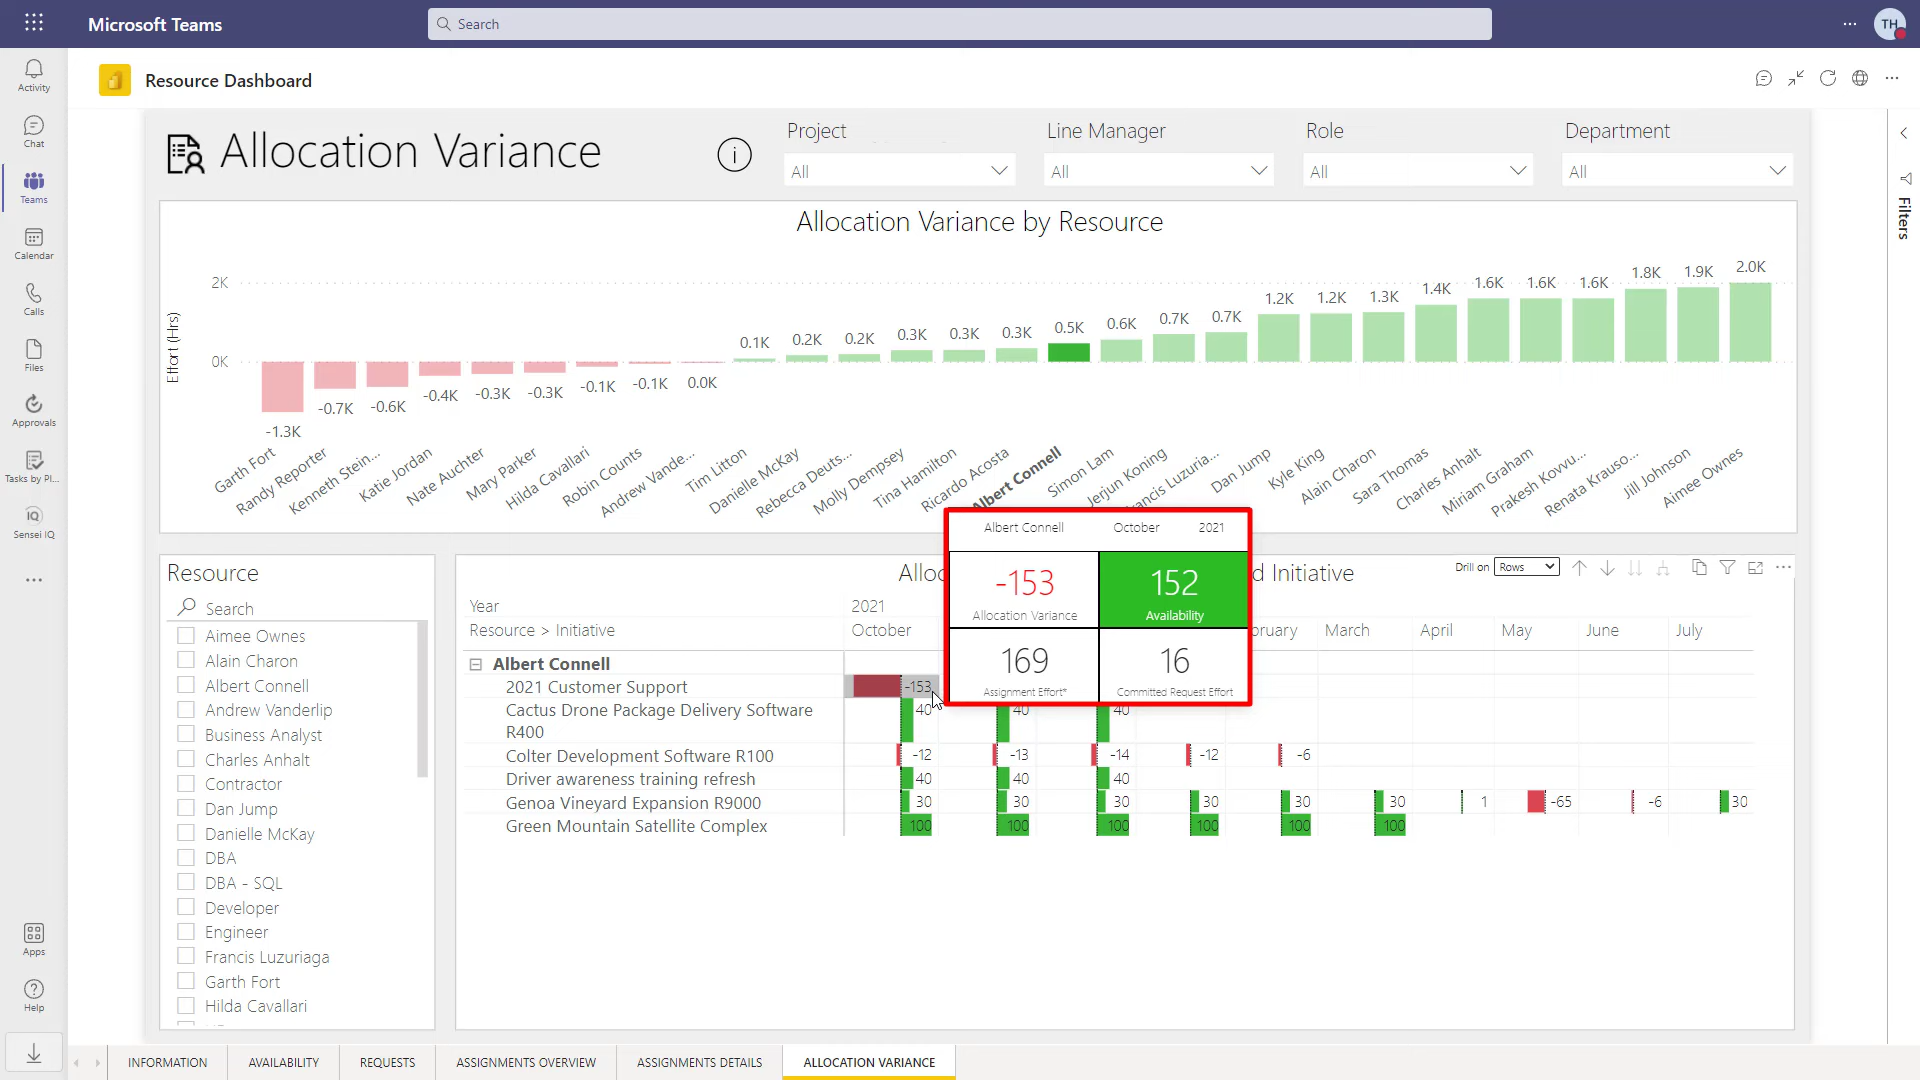 Microsoft Teams
Search
TH
Activity
Chat
Teams
Calendar
Calls
Files
Approvals
Tasks by Pl...
Sensei IQ
Apps
Help
Resource Dashboard
Allocation Variance
Project
All
Line Manager
All
Role
All
Department
All
Filters
Allocation Variance by Resource
Effort (Hrs)
2K
0K
-1.3K
-0.7K
-0.6K
-0.4K
-0.3K
-0.3K
-0.1K
-0.1K
0.0K
0.1K
0.2K
0.2K
0.3K
0.3K
0.3K
0.5K
0.6K
0.7K
0.7K
1.2K
1.2K
1.3K
1.4K
1.6K
1.6K
1.6K
1.8K
1.9K
2.0K
Garth Fort
Randy Reporter
Kenneth Stein...
Katie Jordan
Nate Auchter
Mary Parker
Hilda Cavallari
Robin Counts
Andrew Vande...
Tim Litton
Danielle McKay
Rebecca Deuts...
Molly Dempsey
Tina Hamilton
Ricardo Acosta
Albert Connell
Simon Lam
Jerjun Koning
rancis Luzuria...
Dan Jump
Kyle King
Alain Charon
Sara Thomas
Charles Anhalt
Miriam Graham
Prakesh Kovvu...
Renata Krauso...
Jill Johnson
Aimee Ownes
Albert Connell October 2021
-153
Allocation Variance
152
Availability
169
Assignment Effort*
16
Committed Request Effort
Resource
Search
Aimee Ownes
Alain Charon
Albert Connell
Andrew Vanderlip
Business Analyst
Charles Anhalt
Contractor
Dan Jump
Danielle McKay
DBA
DBA - SQL
Developer
Engineer
Francis Luzuriaga
Garth Fort
Hilda Cavallari
Alloc d Initiative
Drill on Rows
Year 2021
Resource > Initiative October bruary March April May June July
Albert Connell
2021 Customer Support -153
Cactus Drone Package Delivery Software R400 40 40 40
Colter Development Software R100 -12 -13 -14 -12 -6
Driver awareness training refresh 40 40 40
Genoa Vineyard Expansion R9000 30 30 30 30 30 30 1 -65 -6 30
Green Mountain Satellite Complex 100 100 100 100 100 100
INFORMATION
AVAILABILITY
REQUESTS
ASSIGNMENTS OVERVIEW
ASSIGNMENTS DETAILS
ALLOCATION VARIANCE